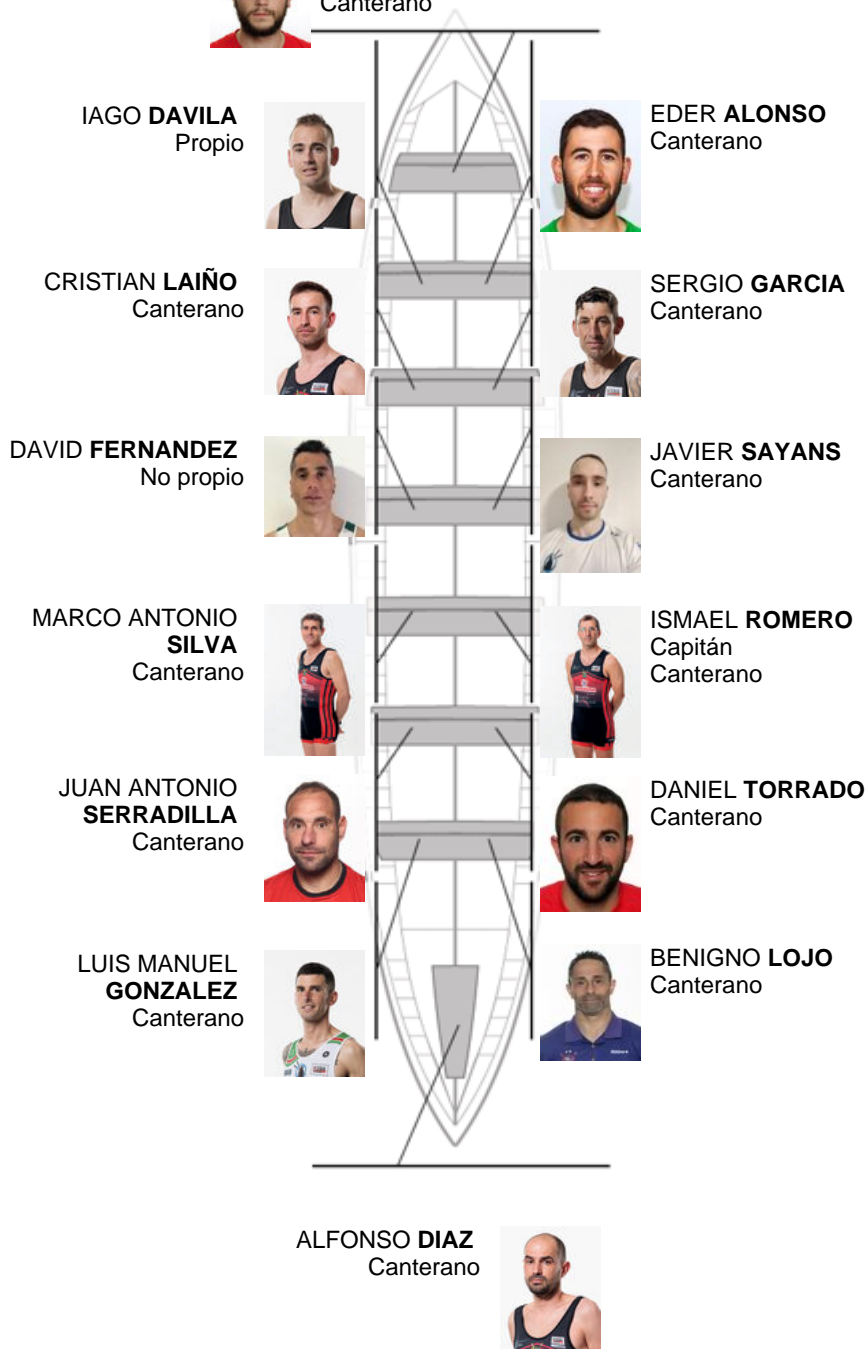 Canterano
IAGO DAVILA
Propio
EDER ALONSO
Canterano
CRISTIAN LAIÑO
Canterano
SERGIO GARCIA
Canterano
DAVID FERNANDEZ
No propio
JAVIER SAYANS
Canterano
MARCO ANTONIO
SILVA
Canterano
ISMAEL ROMERO
Capitán
Canterano
JUAN ANTONIO
SERRADILLA
Canterano
DANIEL TORRADO
Canterano
LUIS MANUEL
GONZALEZ
Canterano
BENIGNO LOJO
Canterano
ALFONSO DIAZ
Canterano